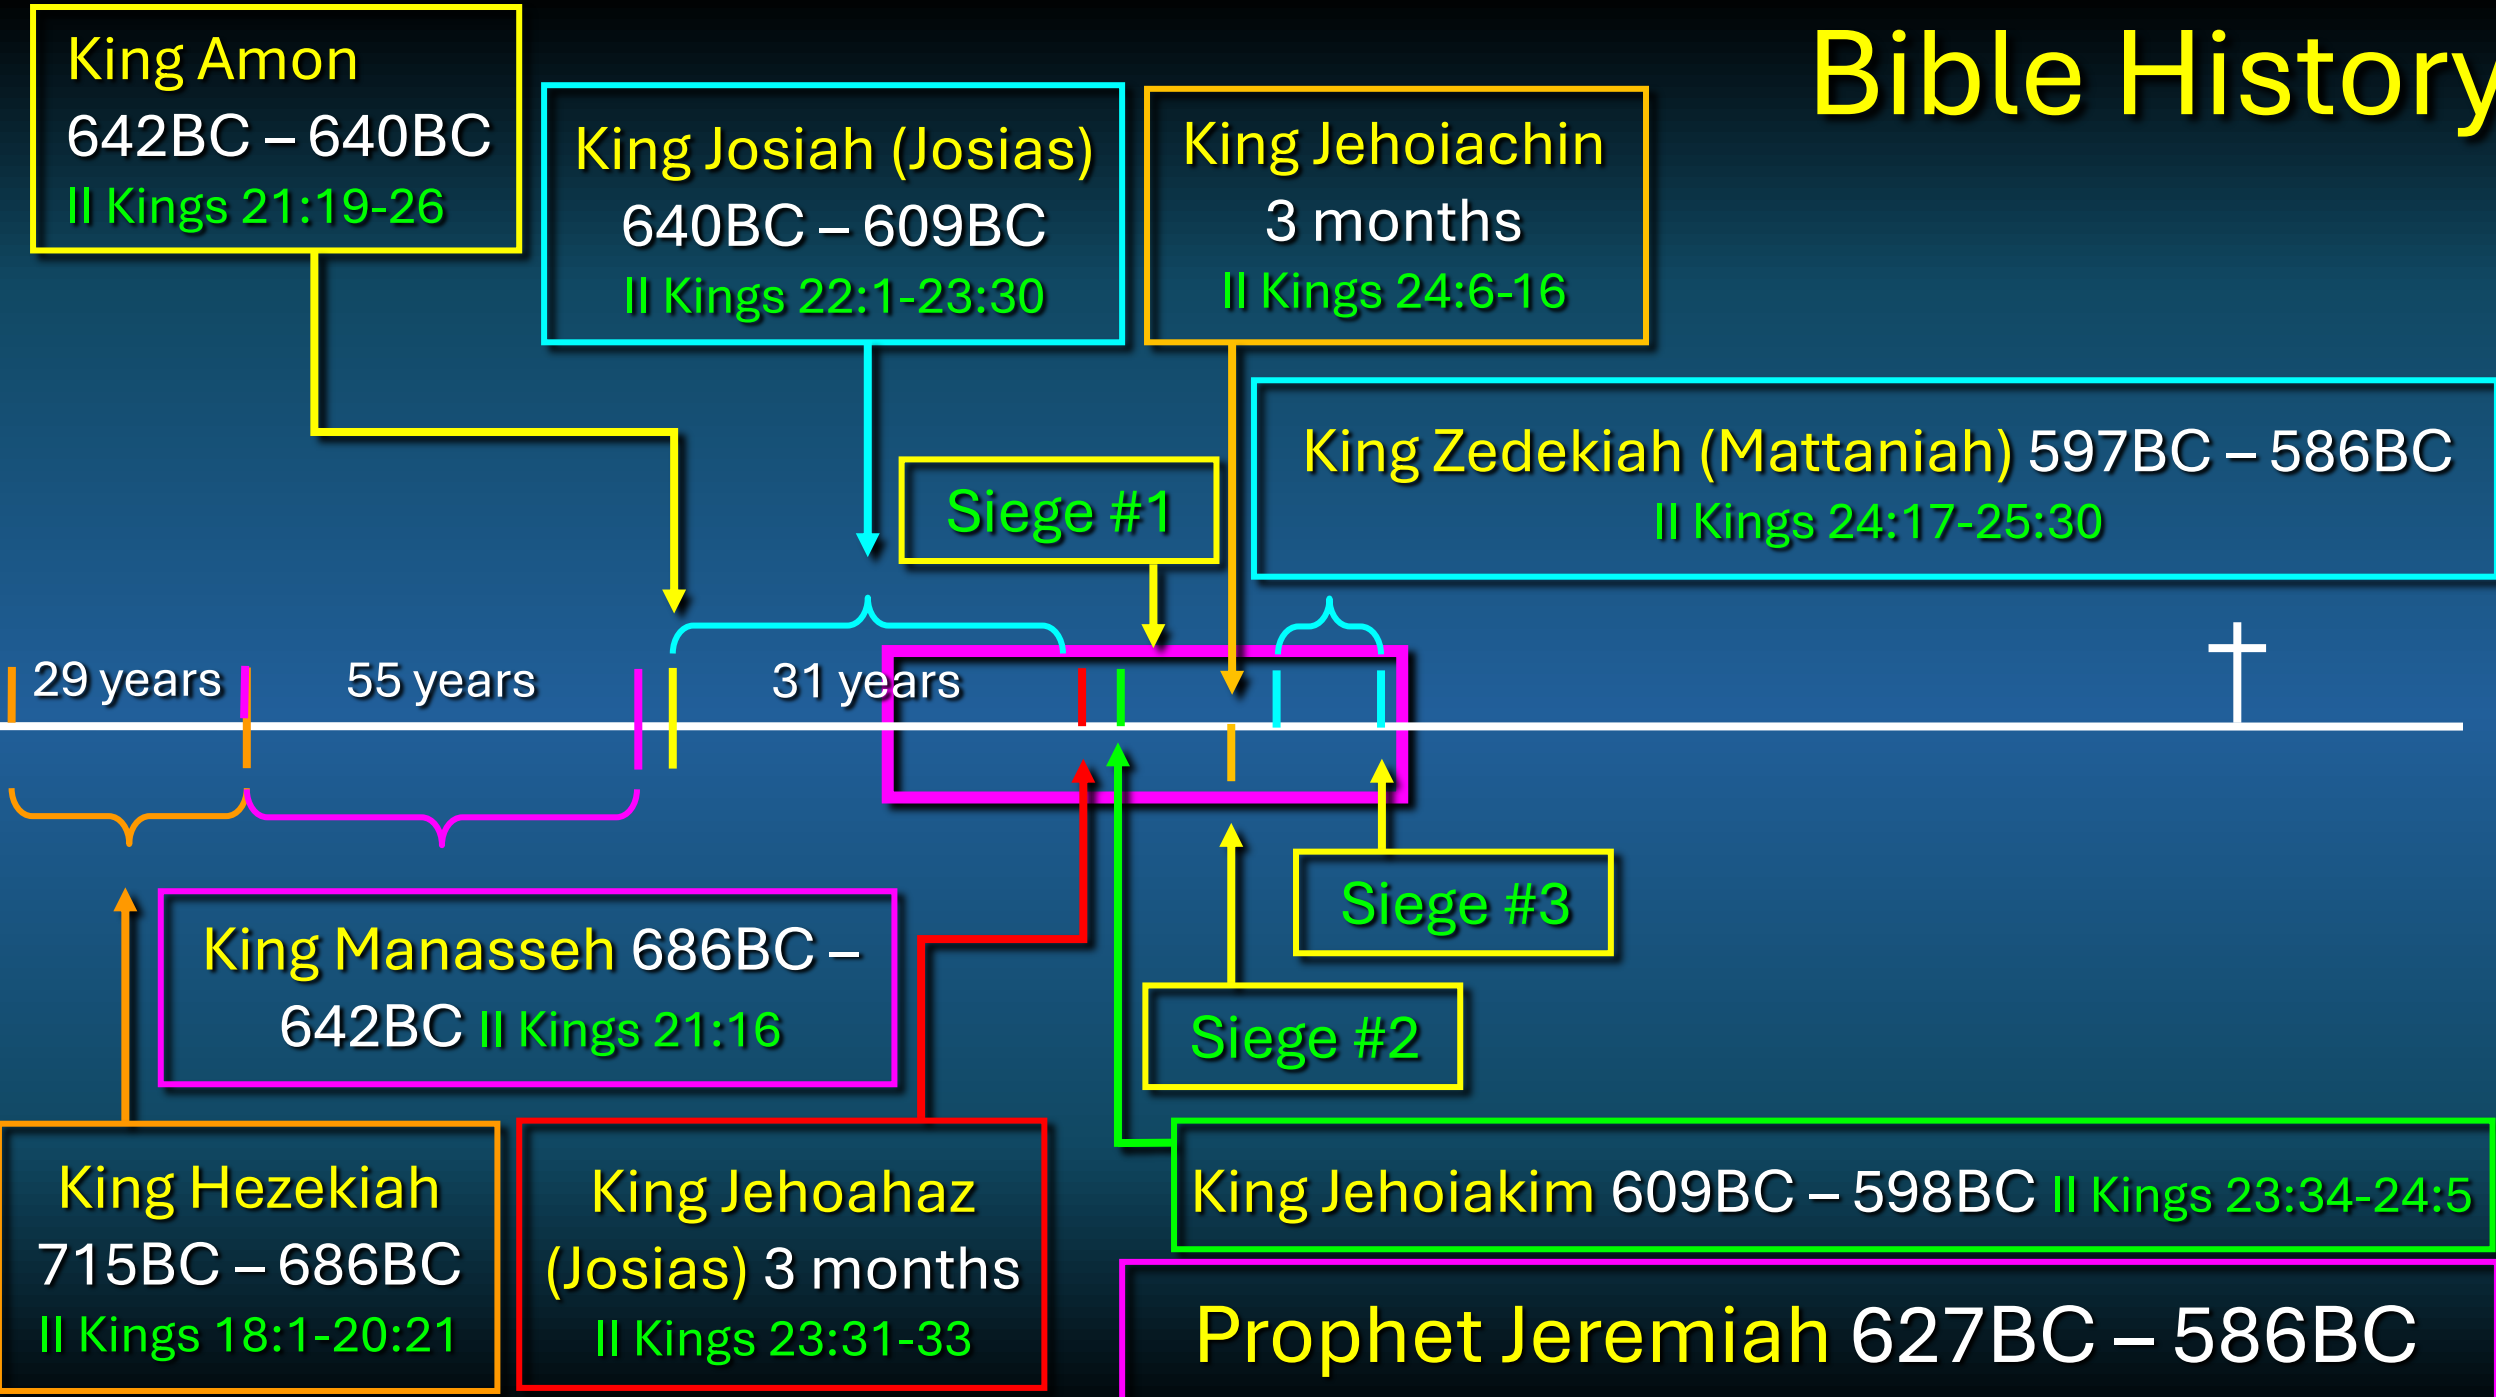 Bible History
King Amon
642BC – 640BC
II Kings 21:19-26
King Josiah (Josias)
640BC – 609BC
II Kings 22:1-23:30
King Jehoiachin
3 months
II Kings 24:6-16
King Zedekiah (Mattaniah) 597BC – 586BC
II Kings 24:17-25:30
Siege #1
29 years
55 years
31 years
Siege #3
King Manasseh 686BC –
642BC II Kings 21:16
Siege #2
King Hezekiah
715BC – 686BC
II Kings 18:1-20:21
King Jehoahaz
(Josias) 3 months
II Kings 23:31-33
King Jehoiakim 609BC – 598BC II Kings 23:34-24:5
Prophet Jeremiah 627BC – 586BC